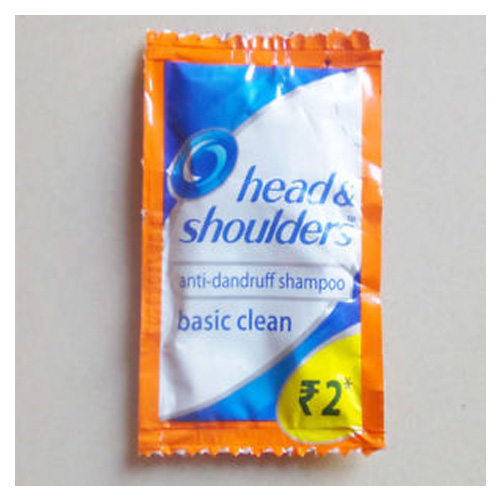 head &
shoulders™
anti-dandruff shampoo
basic clean
₹2*